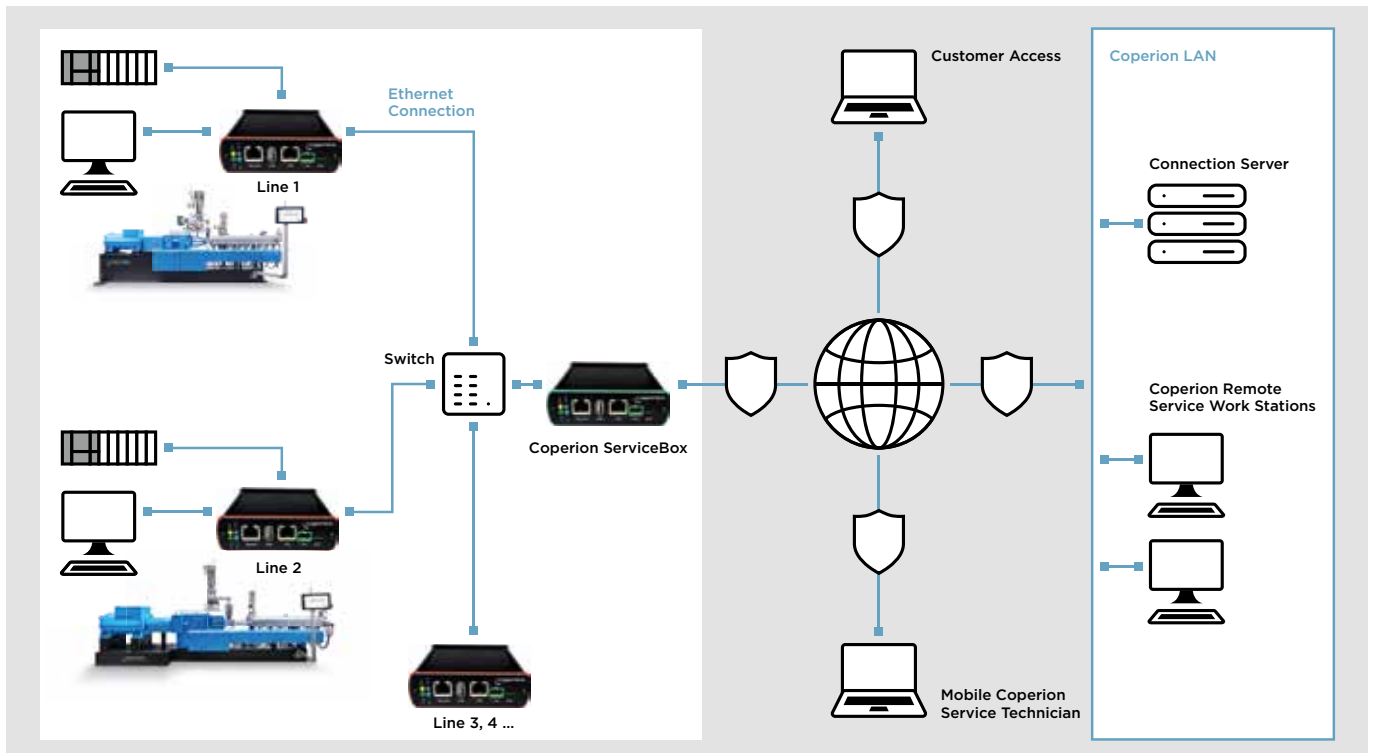 Ethernet
Connection
Line 1
Switch
Coperion ServiceBox
Line 2
Line 3, 4 ...
Customer Access
Mobile Coperion
Service Technician
Coperion LAN
Connection Server
Coperion Remote
Service Work Stations